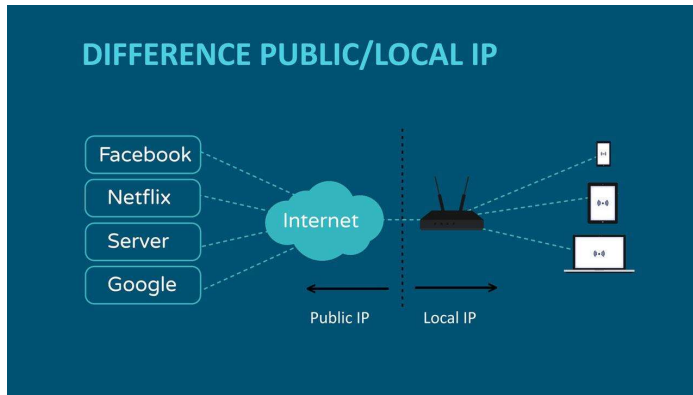 DIFFERENCE PUBLIC/LOCAL IP
Facebook
Netflix
Server
Google
Internet
Public IP
Local IP